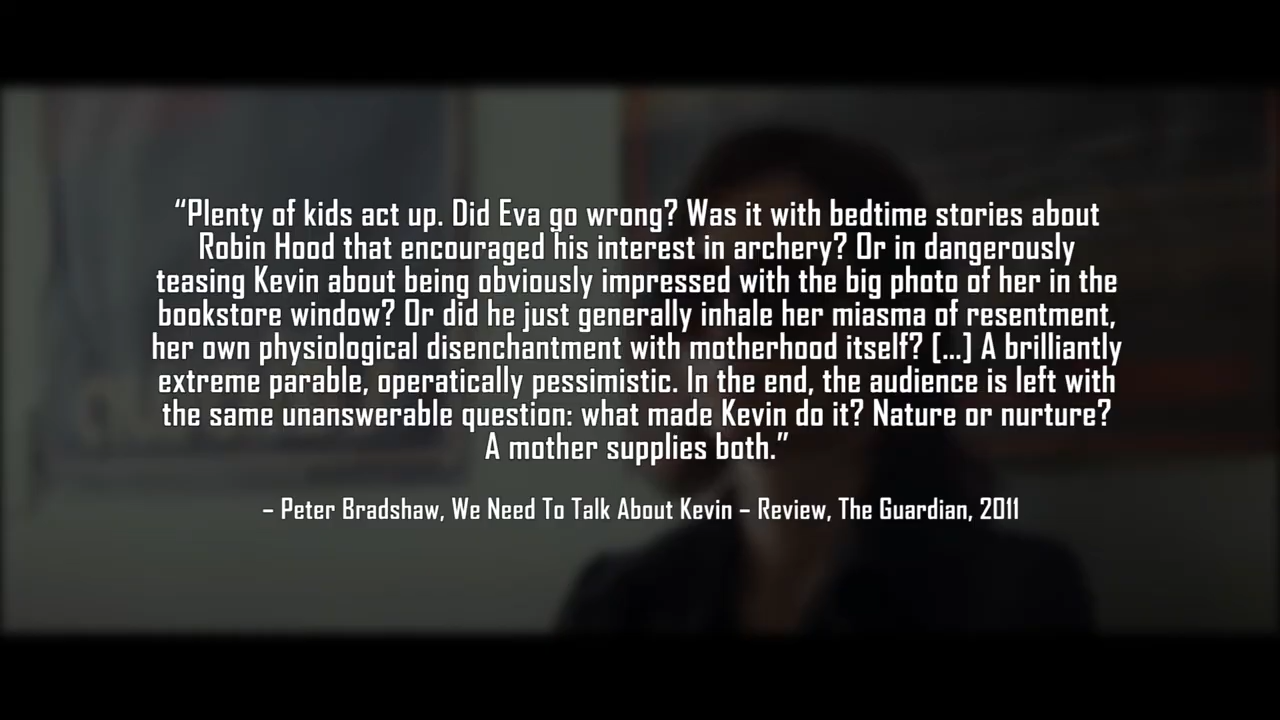 “Plenty of kids act up. Did Eva go wrong? Was it with bedtime stories about
Robin Hood that encouraged his interest in archery? Or in dangerously
teasing Kevin about being obviously impressed with the big photo of her in the
bookstore window? Or did he just generally inhale her miasma of resentment,
her own physiological disenchantment with motherhood itself? [...] A brilliantly
extreme parable, operatically pessimistic. In the end, the audience is left with
the same unanswerable question: what made Kevin do it? Nature or nurture?
A mother supplies both.”
– Peter Bradshaw, We Need To Talk About Kevin – Review, The Guardian, 2011